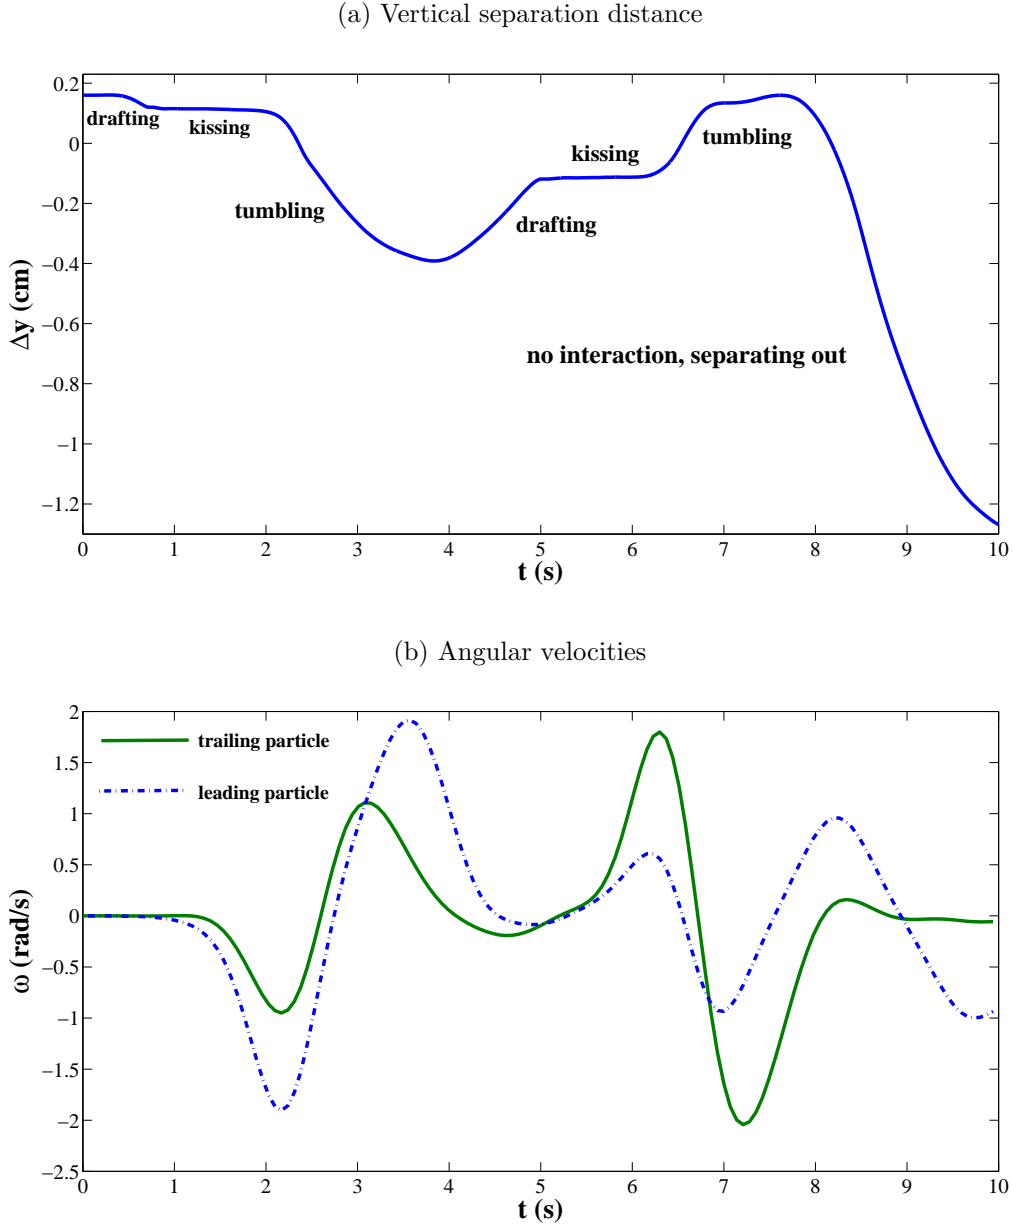 (a) Vertical separation distance
0.2
0
−0.2
−0.4
−0.6
−0.8
−1
−1.2
Δy (cm)
drafting
kissing
tumbling
drafting
kissing
tumbling
no interaction, separating out
0 1 2 3 4 5 6 7 8 9 10
t (s)
(b) Angular velocities
2
1.5
1
0.5
0
−0.5
−1
−1.5
−2
−2.5
ω (rad/s)
trailing particle
leading particle
0 1 2 3 4 5 6 7 8 9 10
t (s)